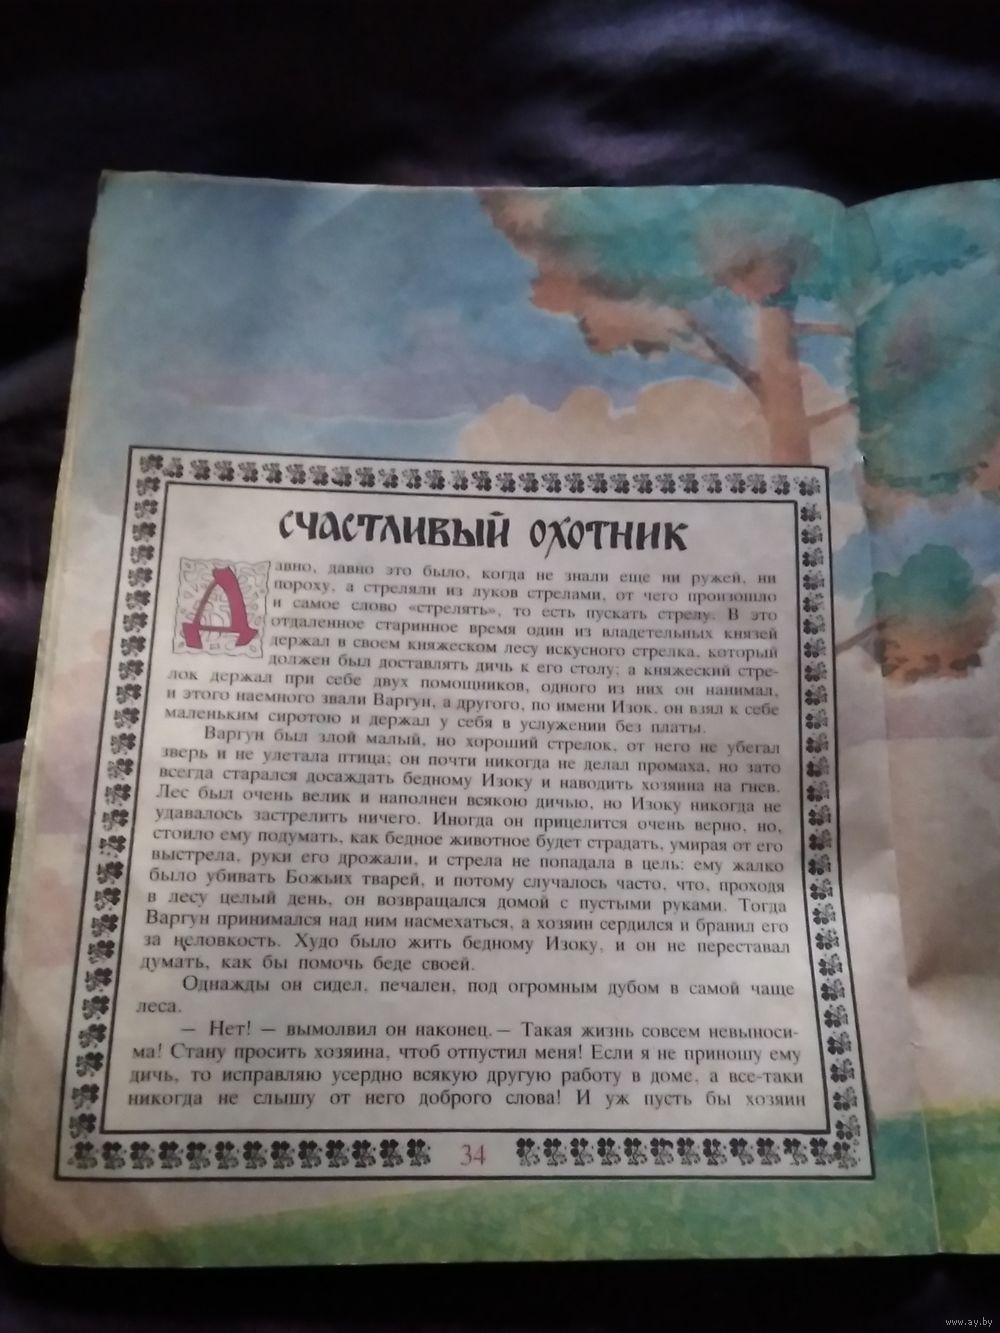 СЧАСТЛИВЫЙ ОХОТНИК
Давно, давно это было, когда не знали еще ни ружей, ни
пороху, а стреляли из луков стрелами, от чего произошло
и самое слово «стрелять», то есть пускать стрелу. В это
отдаленное старинное время один из владетельных князей
держал в своем княжеском лесу искусного стрелка, который
должен был доставлять дичь к его столу; а княжеский стре-
лок держал при себе двух помощников, одного из них он нанимал,
и этого наемного звали Варгун, а другого, по имени Изок, он взял к себе
маленьким сиротою и держал у себя в услужении без платы.
Варгун был злой малый, но хороший стрелок, от него не убегал
зверь и не улетала птица; он почти никогда не делал промаха, но зато
всегда старался досаждать бедному Изоку и наводить хозяина на гнев.
Лес был очень велик и наполнен всякою дичью, но Изоку никогда не
удавалось застрелить ничего. Иногда он прицелится очень верно, но,
стоило ему подумать, как бедное животное будет страдать, умирая от его
выстрела, руки его дрожали, и стрела не попадала в цель: ему жалко
было убивать Божьих тварей, и потому случалось часто, что, проходя
в лесу целый день, он возвращался домой с пустыми руками. Тогда
Варгун принимался над ним насмехаться, а хозяин сердился и бранил его
за неловкость. Худо было жить бедному Изоку, и он не переставал
думать, как бы помочь беде своей.
Однажды он сидел, печален, под огромным дубом в самой чаще
леса.
— Нет! — вымолвил он наконец.— Такая жизнь совсем невыноси-
ма! Стану просить хозяина, чтоб отпустил меня! Если я не приношу ему
дичь, то исправляю усердно всякую другую работу в доме, а все-таки
никогда не слышу от него доброго слова! И уж пусть бы хозяин
34
www.ay.by